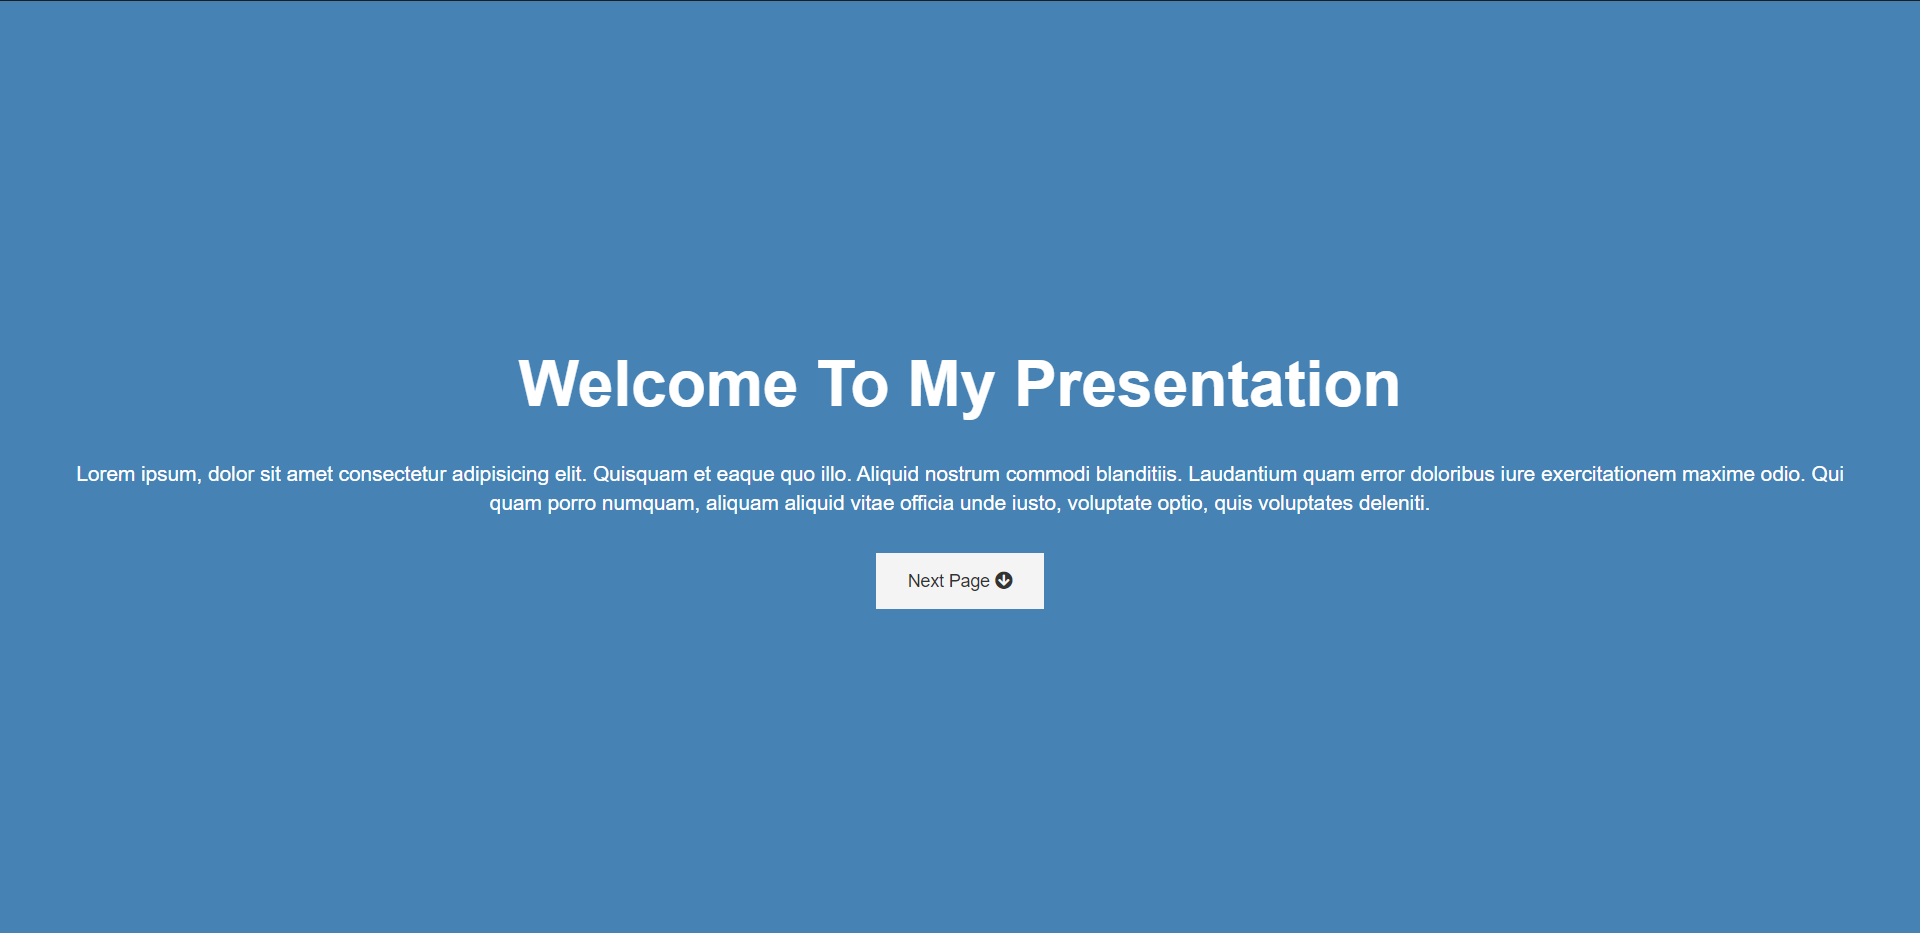 Welcome To My Presentation
Lorem ipsum, dolor sit amet consectetur adipisicing elit. Quisquam et eaque quo illo. Aliquid nostrum commodi blanditiis. Laudantium quam error doloribus iure exercitationem maxime odio. Qui
quam porro numquam, aliquam aliquid vitae officia unde iusto, voluptate optio, quis voluptates deleniti.
Next Page